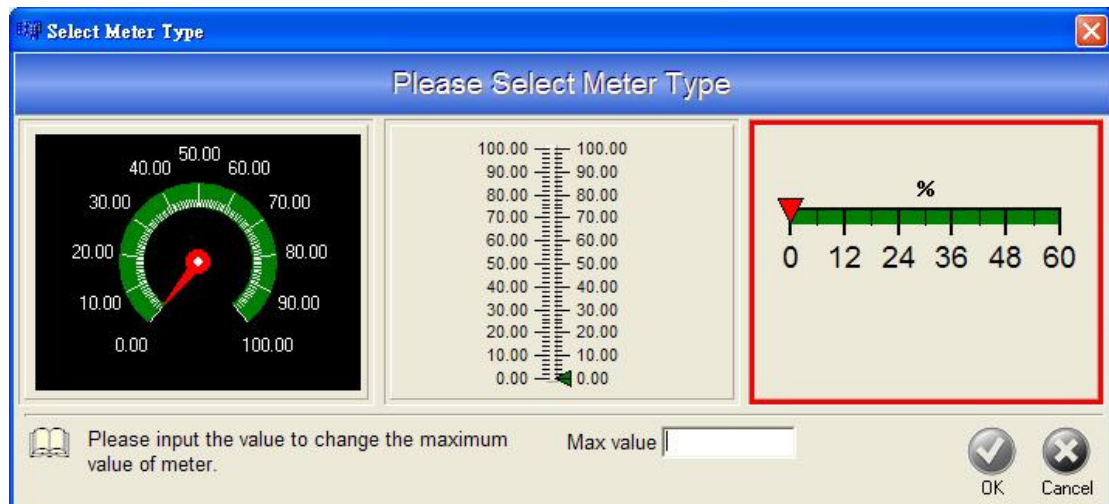 Select Meter Type
Please Select Meter Type
50.00
40.00 60.00
30.00 70.00
20.00 80.00
10.00 90.00
0.00 100.00
100.00 100.00
90.00 90.00
80.00 80.00
70.00 70.00
60.00 60.00
50.00 50.00
40.00 40.00
30.00 30.00
20.00 20.00
10.00 10.00
0.00 0.00
%
0 12 24 36 48 60
Please input the value to change the maximum
value of meter.
Max value
OK Cancel